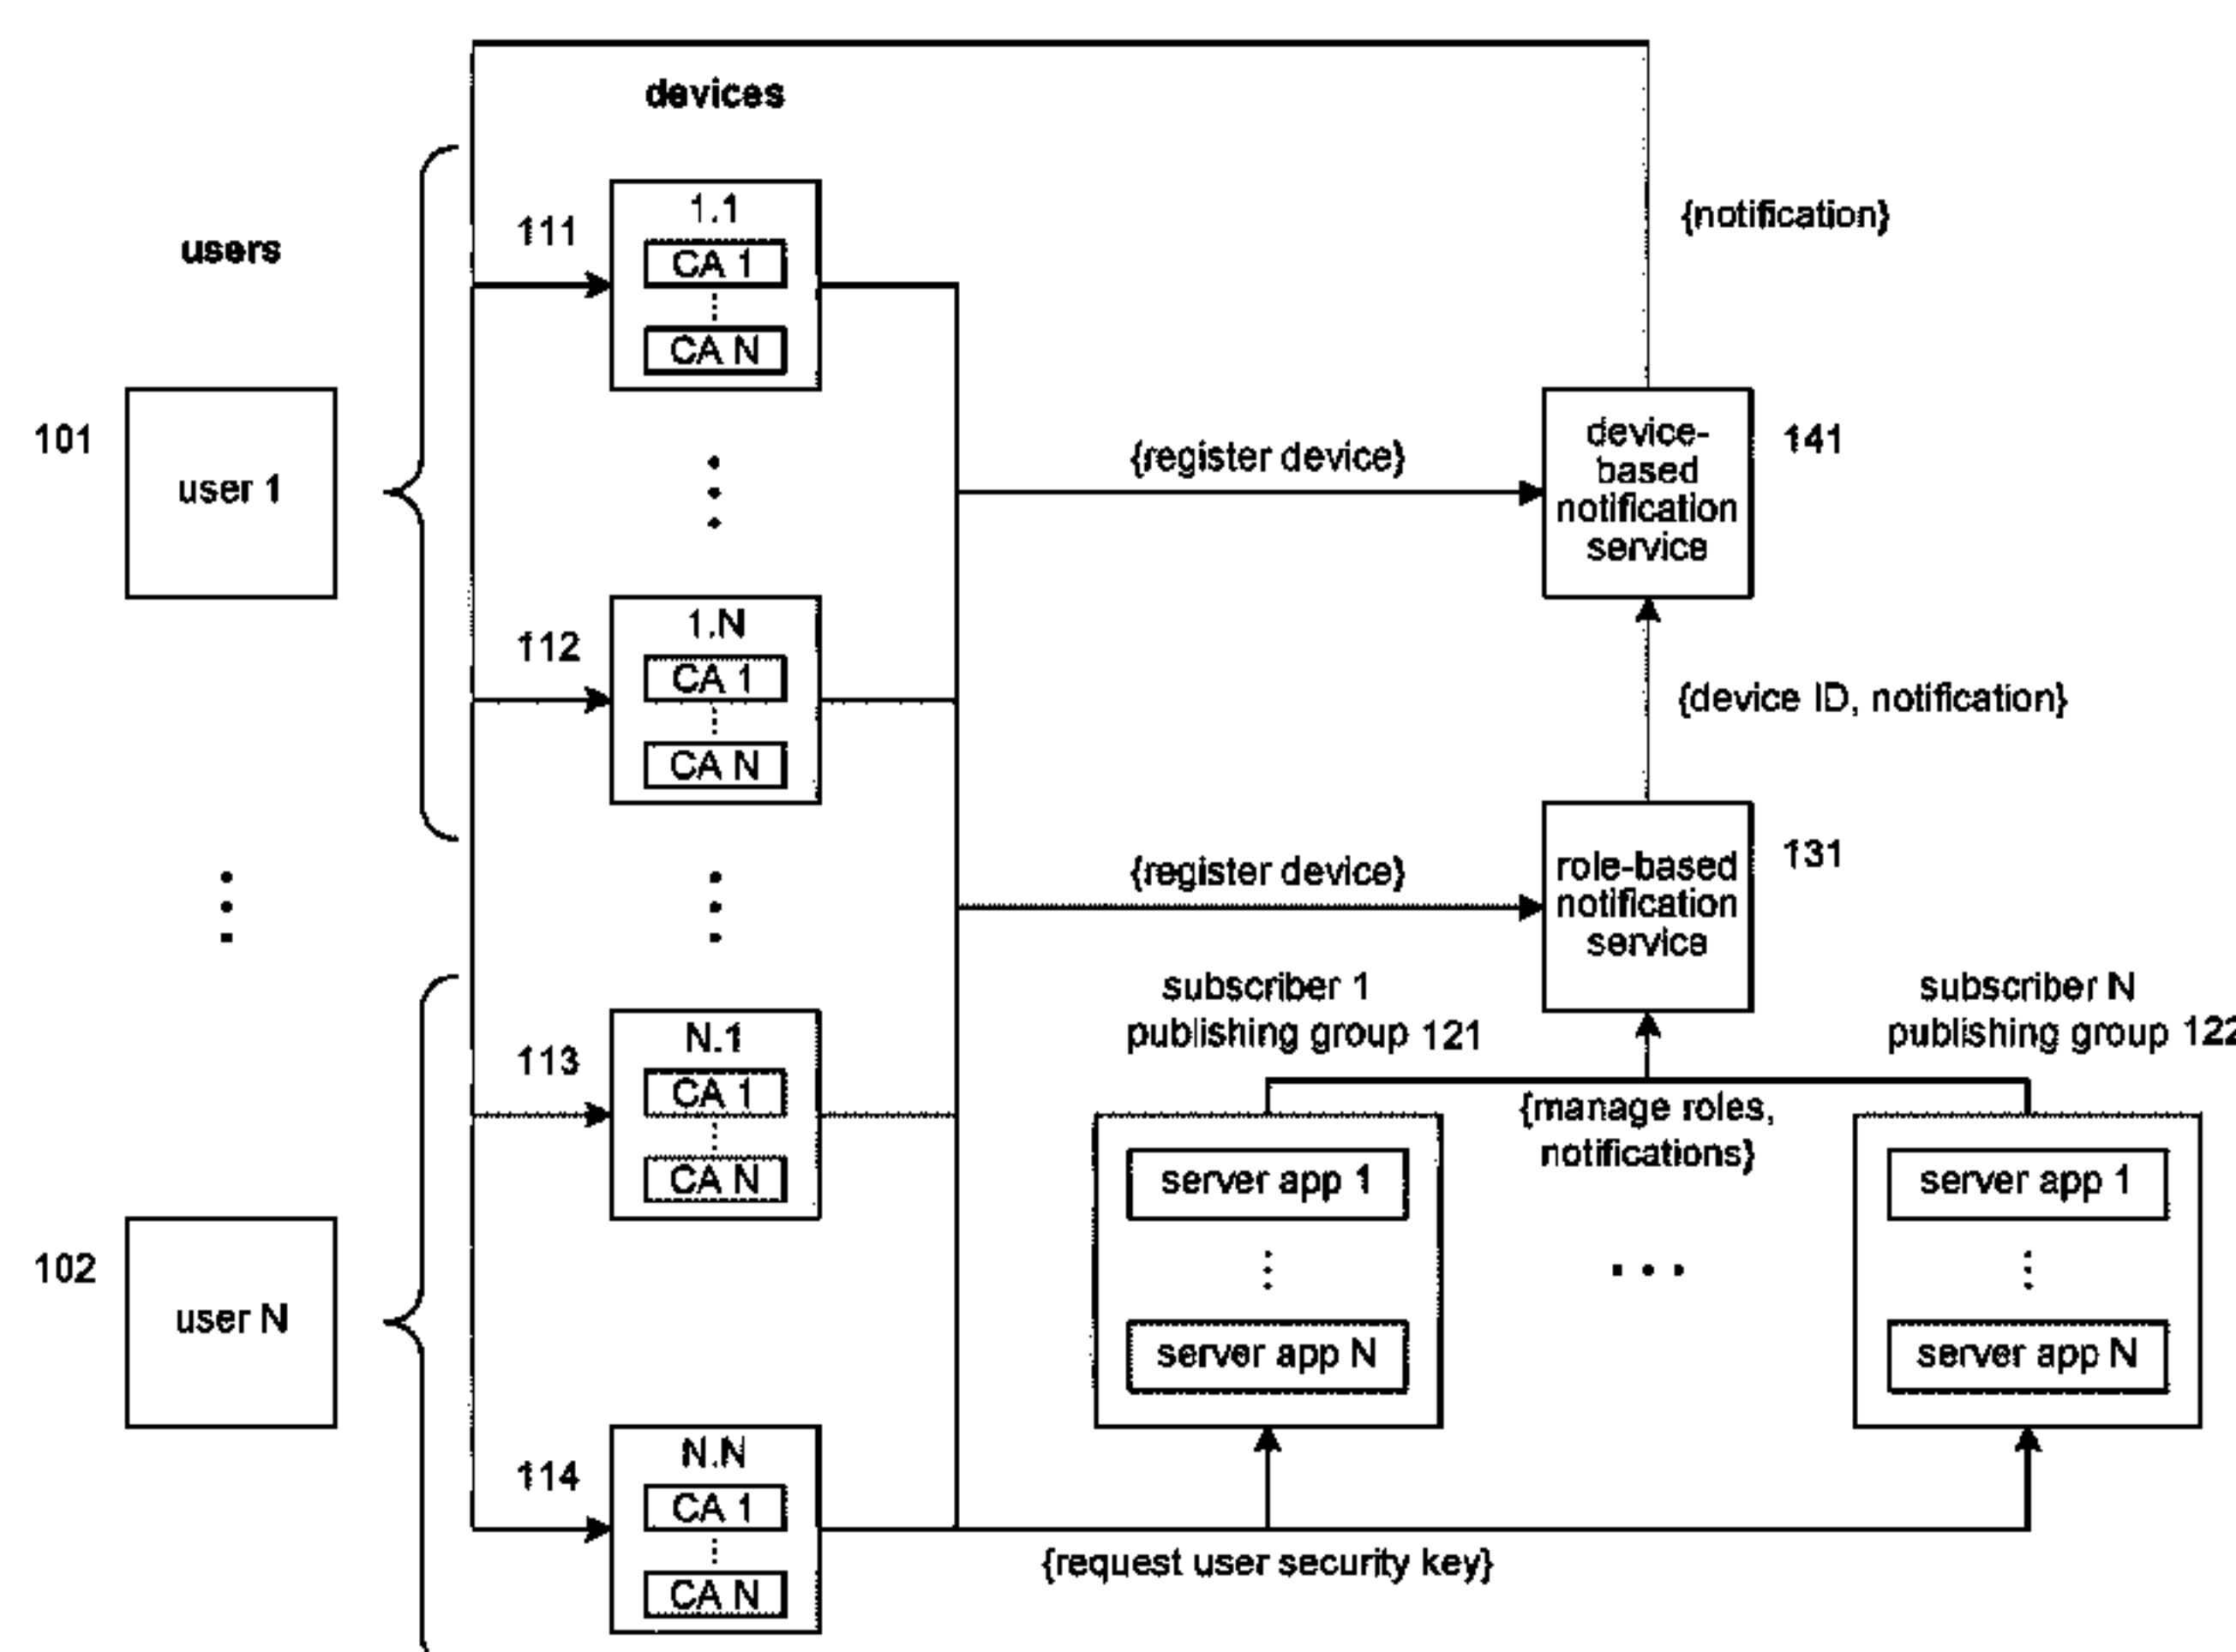 devices
users
111
1.1
CA 1
CA N
{notification}
101
user 1
{register device}
device-
based
notification
service
141
112
1.N
CA 1
CA N
{device ID, notification}
{register device}
role-based
notification
service
131
113
N.1
CA 1
CA N
subscriber 1
publishing group 121
subscriber N
publishing group 122
{manage roles,
notifications}
server app 1
server app N
server app 1
server app N
102
user N
114
N.N
CA 1
CA N
{request user security key}